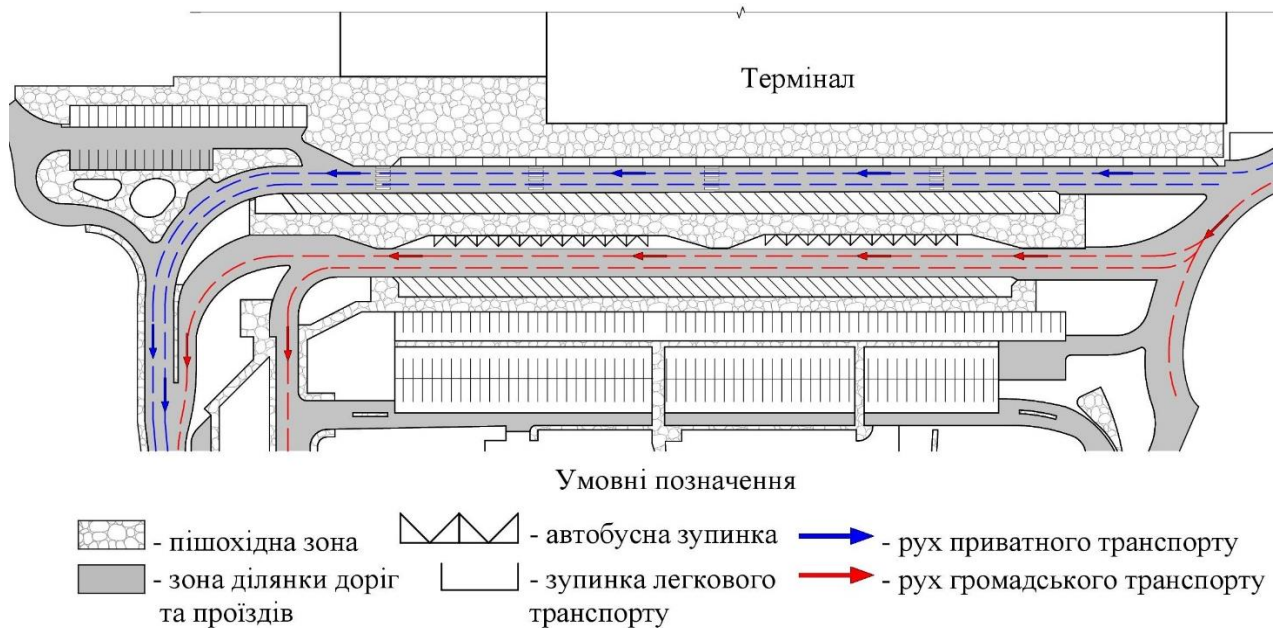 Термінал
Умовні позначення
- пішохідна зона
- автобусна зупинка
- рух приватного транспорту
- зона ділянки доріг
та проїздів
- зупинка легкового
транспорту
- рух громадського транспорту